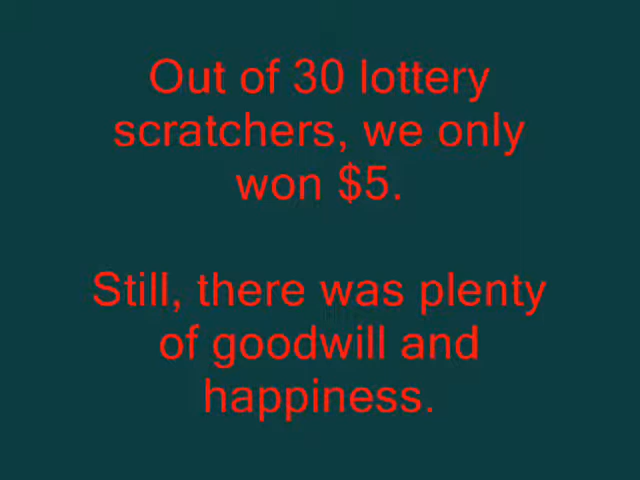 Out of 30 lottery
scratchers, we only
won $5.
Still, there was plenty
of goodwill and
happiness.